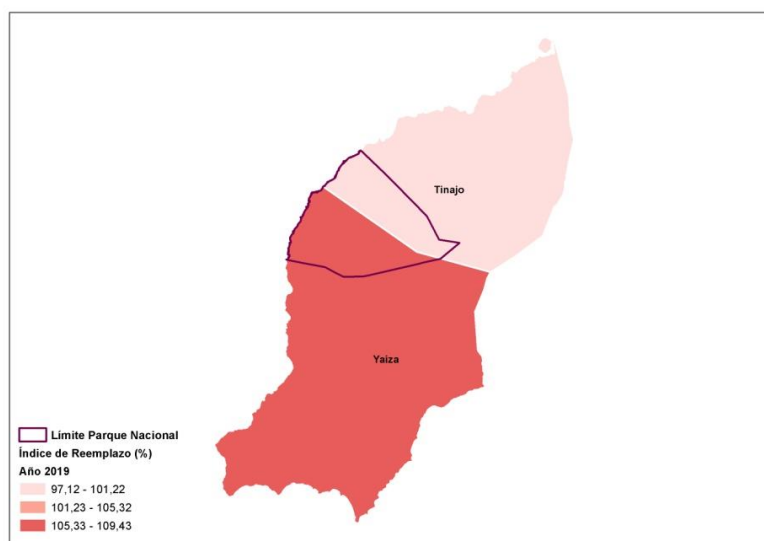 Tinajo
Yaiza
Límite Parque Nacional
Índice de Reemplazo (%)
Año 2019
97,12 - 101,22
101,23 - 105,32
105,33 - 109,43